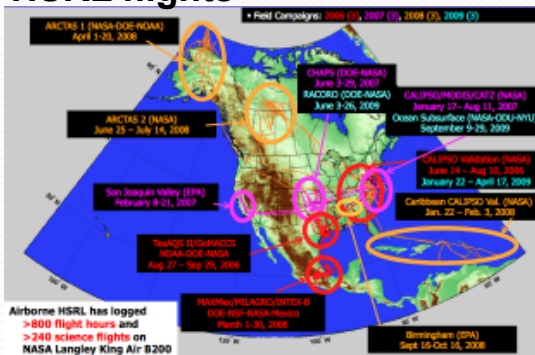 HSRL flights
• Field Campaigns: 2006 (3), 2007 (3), 2008 (3), 2009 (3)
ARCTAS 1 (NASA-DOE-NOAA)
April 1-20, 2008
CHAPS (DOE-NASA)
June 3-29, 2007
RACORO (DOE-NASA)
June 3-26, 2009
CALIPSO/MODIS/CATZ (NASA)
January 17– Aug 11, 2007
Ocean Subsurface (NASA-ODU-NYU)
September 9-29, 2009
ARCTAS 2 (NASA)
June 25 – July 14, 2008
CALIPSO Validation (NASA)
June 14 – Aug 10, 2006
January 22 – April 17, 2009
San Joaquin Valley (EPA)
February 8-21, 2007
Caribbean CALIPSO Val. (NASA)
Jan. 22 – Feb. 3, 2008
TexAQS II/GoMACCS
NOAA-DOE-NASA
Aug 27 – Sep 29, 2006
MAXMex/MILAGRO/INTEX-B
DOE-NSF-NASA-Mexico
March 1-30, 2008
Birmingham (EPA)
Sept 16-Oct 16, 2008
Airborne HSRL has logged
>800 flight hours and
>240 science flights on
NASA Langley King Air B200